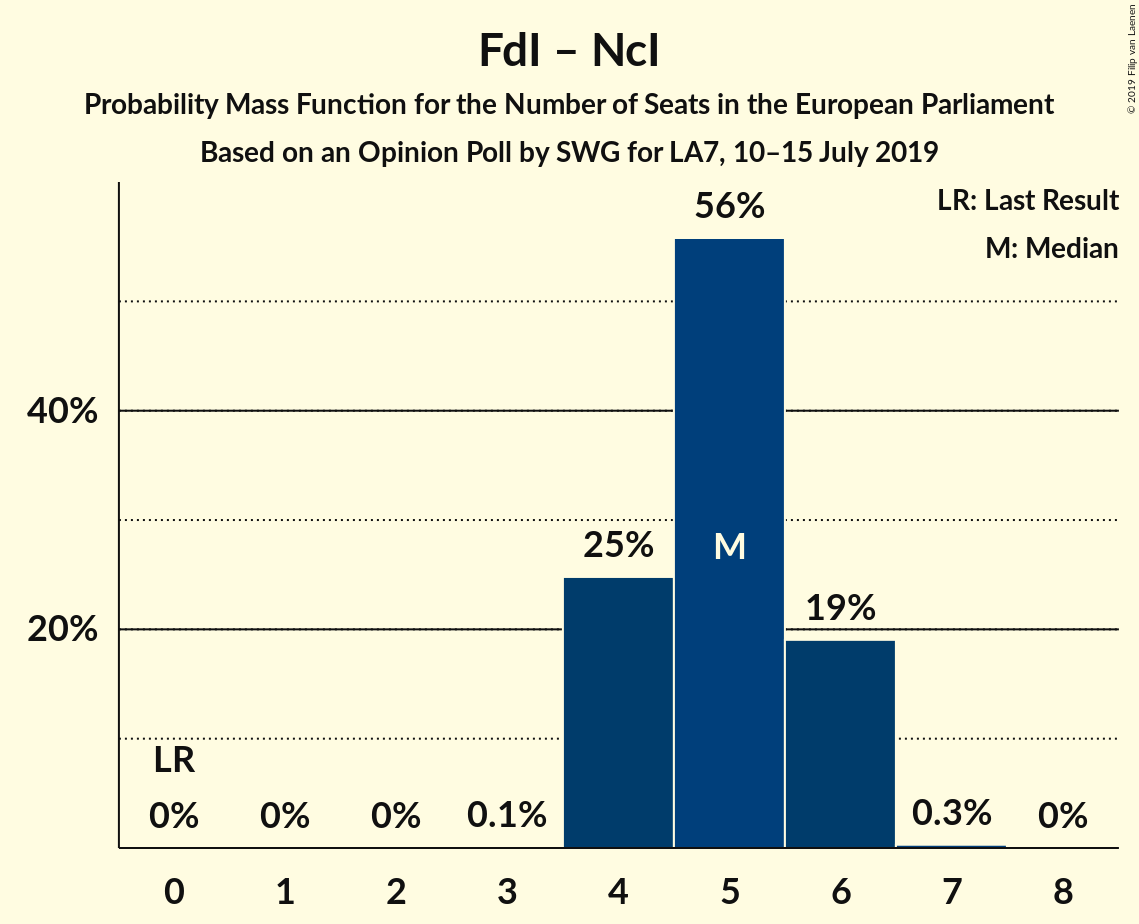 FdI – NcI
Probability Mass Function for the Number of Seats in the European Parliament
Based on an Opinion Poll by SWG for LA7, 10–15 July 2019
© 2019 Filip van Laenen
LR: Last Result
M: Median
56%
40%
25%
M
20%
19%
LR
0%
0%
0%
0.1%
0.3%
0%
0 1 2 3 4 5 6 7 8